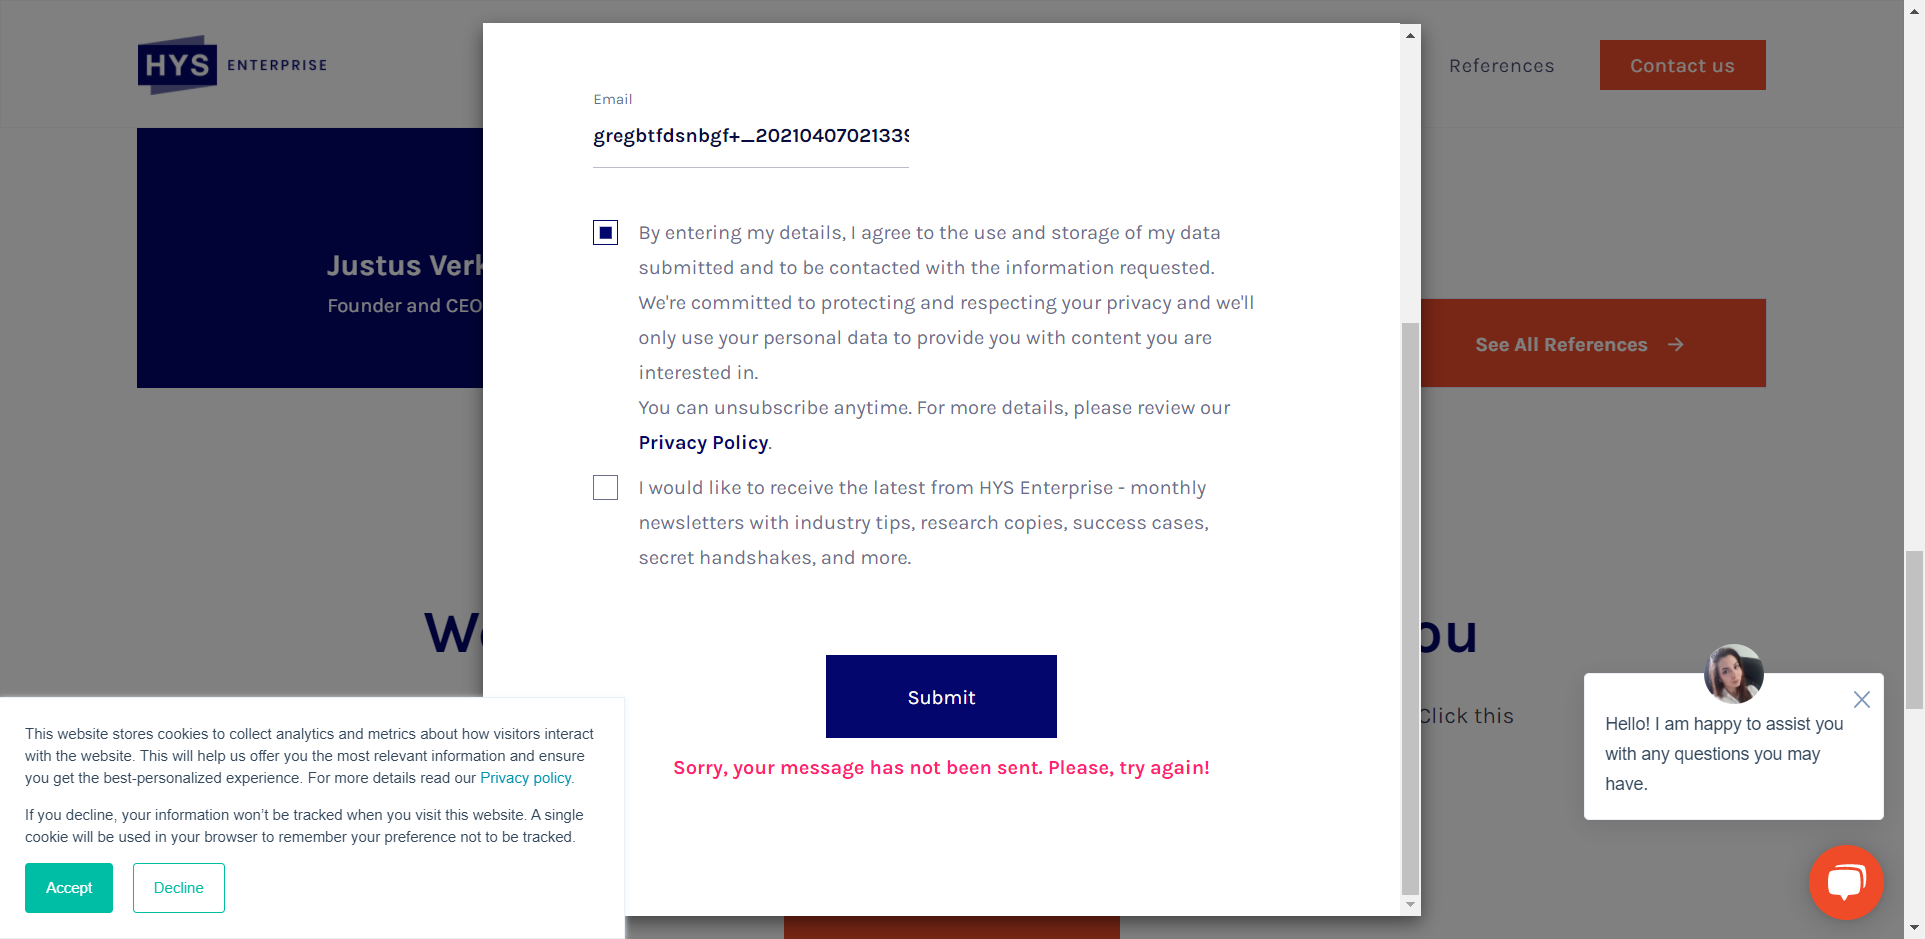 HYS ENTERPRISE
References
Contact us
Email
gregbtfdsnbgf+_2021040702133
By entering my details, I agree to the use and storage of my data
submitted and to be contacted with the information requested.
We're committed to protecting and respecting your privacy and we'll
only use your personal data to provide you with content you are
interested in.
You can unsubscribe anytime. For more details, please review our
Privacy Policy.
I would like to receive the latest from HYS Enterprise - monthly
newsletters with industry tips, research copies, success cases,
secret handshakes, and more.
Submit
Sorry, your message has not been sent. Please, try again!
Justus
Founder and CEO
See All References
Click this
This website stores cookies to collect analytics and metrics about how visitors interact
with the website. This will help us offer you the most relevant information and ensure
you get the best-personalized experience. For more details read our Privacy policy.
If you decline, your information won’t be tracked when you visit this website. A single
cookie will be used in your browser to remember your preference not to be tracked.
Accept
Decline
Hello! I am happy to assist you
with any questions you may
have.